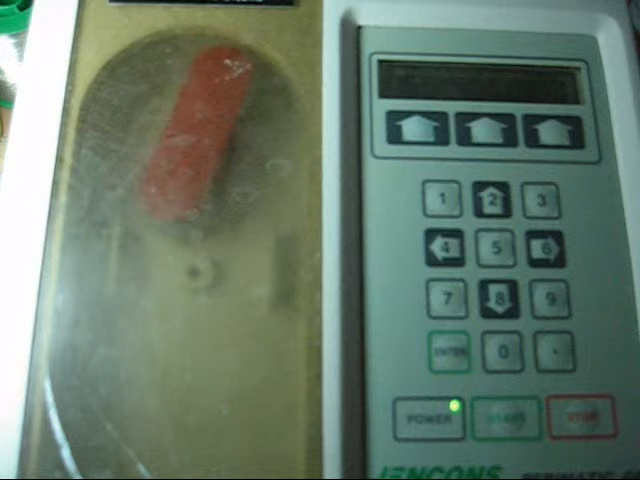 1 2 3
4 5 6
7 8 9
ENTER 0 .
POWER START STOP
JENCONS